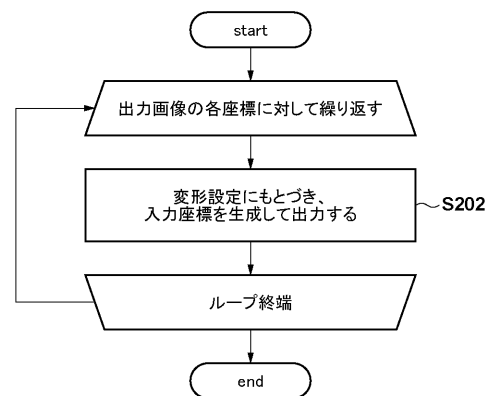 start
出力画像の各座標に対して繰り返す
変形設定にもとづき、
入力座標を生成して出力する
S202
ループ終端
end